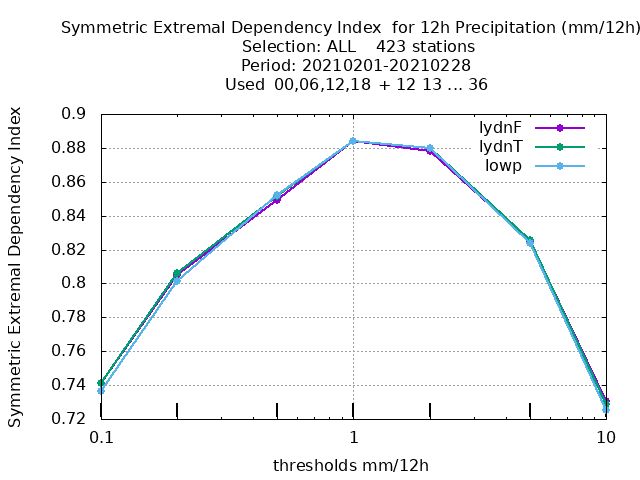 Symmetric Extremal Dependency Index  for 12h Precipitation (mm/12h)
Selection: ALL    423 stations
Period: 20210201-20210228
Used  00,06,12,18  + 12 13 ... 36
Symmetric Extremal Dependency Index
0.9
0.88
0.86
0.84
0.82
0.8
0.78
0.76
0.74
0.72
lydnF
lydnT
lowp
0.1
1
10
thresholds mm/12h